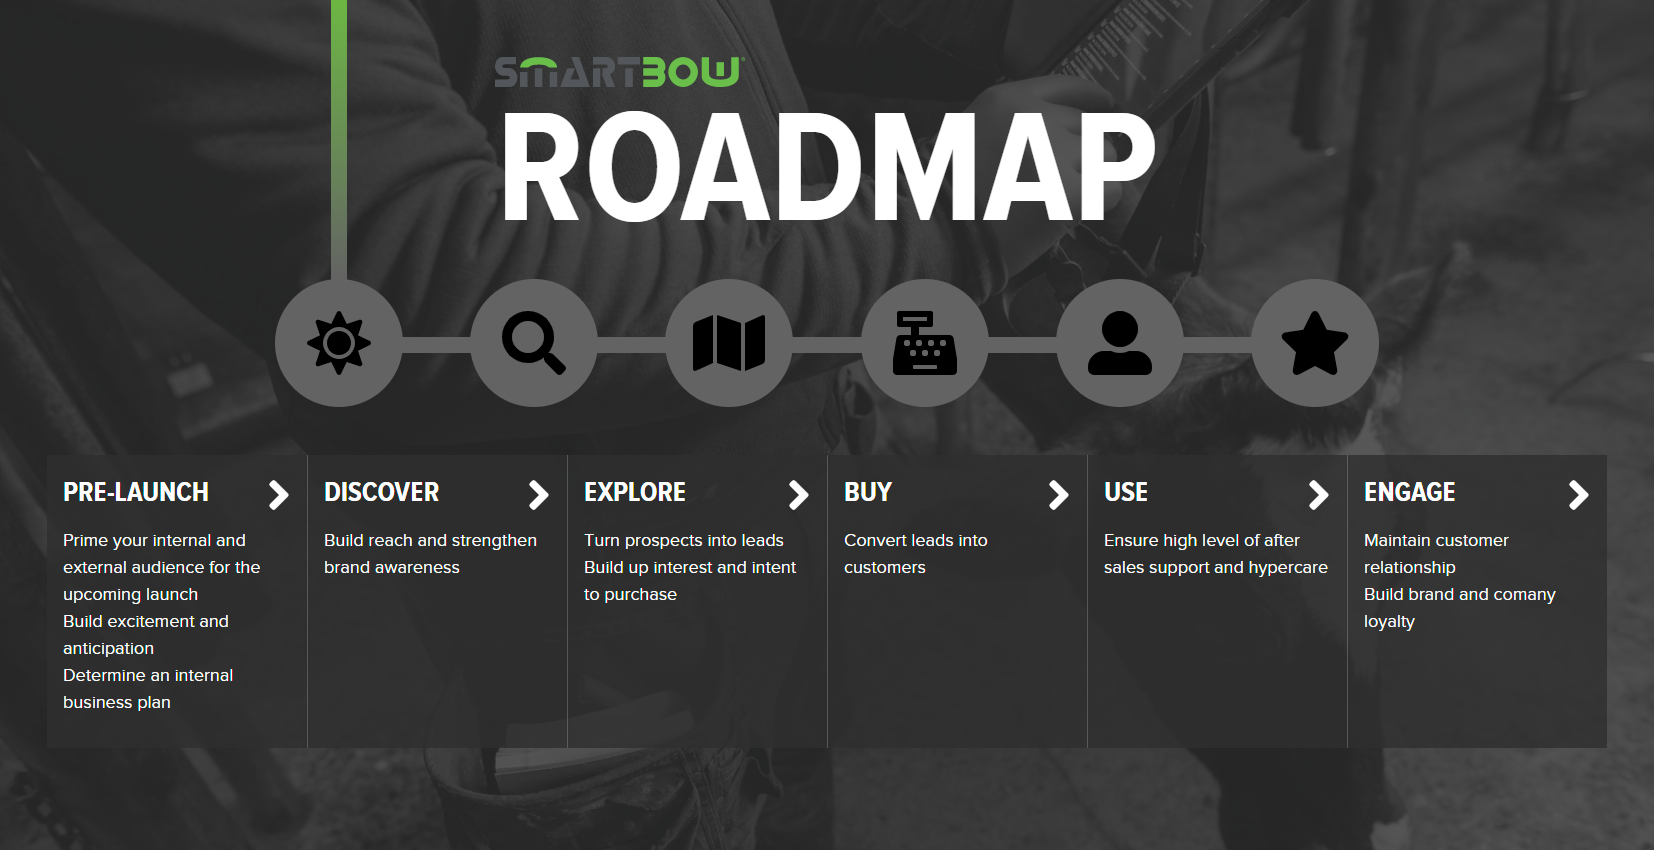 SMARTBOW
ROADMAP
PRE-LAUNCH
Prime your internal and
external audience for the
upcoming launch
Build excitement and
anticipation
Determine an internal
business plan
DISCOVER
Build reach and strengthen
brand awareness
EXPLORE
Turn prospects into leads
Build up interest and intent
to purchase
BUY
Convert leads into
customers
USE
Ensure high level of after
sales support and hypercare
ENGAGE
Maintain customer
relationship
Build brand and comany
loyalty